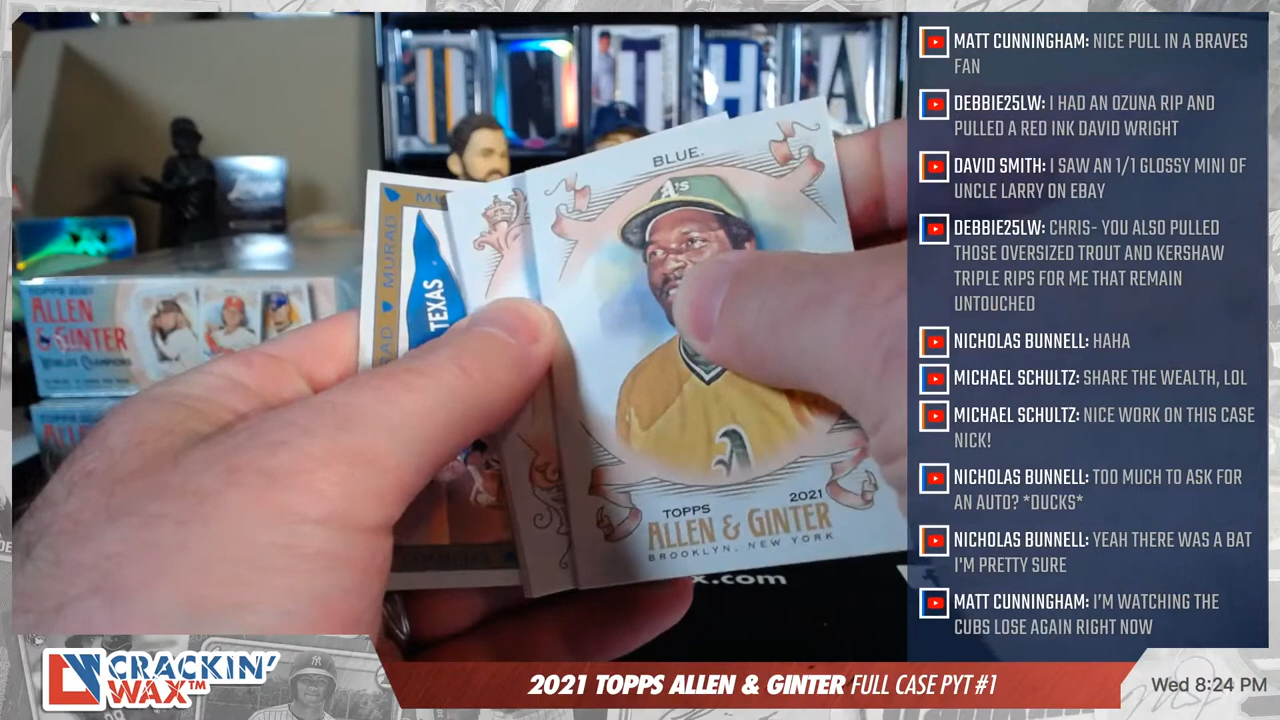 MATT CUNNINGHAM: NICE PULL IN A BRAVES
FAN
DEBBIE25LW: I HAD AN OZUNA RIP AND
PULLED A RED INK DAVID WRIGHT
DAVID SMITH: I SAW AN 1/1 GLOSSY MINI OF
UNCLE LARRY ON EBAY
DEBBIE25LW: CHRIS- YOU ALSO PULLED
THOSE OVERSIZED TROUT AND KERSHAW
TRIPLE RIPS FOR ME THAT REMAIN
UNTOUCHED
NICHOLAS BUNNELL: HAHA
MICHAEL SCHULTZ: SHARE THE WEALTH, LOL
MICHAEL SCHULTZ: NICE WORK ON THIS CASE
NICK!
NICHOLAS BUNNELL: TOO MUCH TO ASK FOR
AN AUTO? *DUCKS*
NICHOLAS BUNNELL: YEAH THERE WAS A BAT
I'M PRETTY SURE
MATT CUNNINGHAM: I'M WATCHING THE
CUBS LOSE AGAIN RIGHT NOW
BLUE.
A's
A
TOPPS 2021
ALLEN & GINTER
BROOKLYN, NEW YORK
MURAD
TEXAS
TOPPS 2021
ALLEN
& GINTER
WORLD'S CHAMPIONS
T H A
x.com
CRACKIN'
WAX™
2021 TOPPS ALLEN & GINTER FULL CASE PYT #1
Wed 8:24 PM